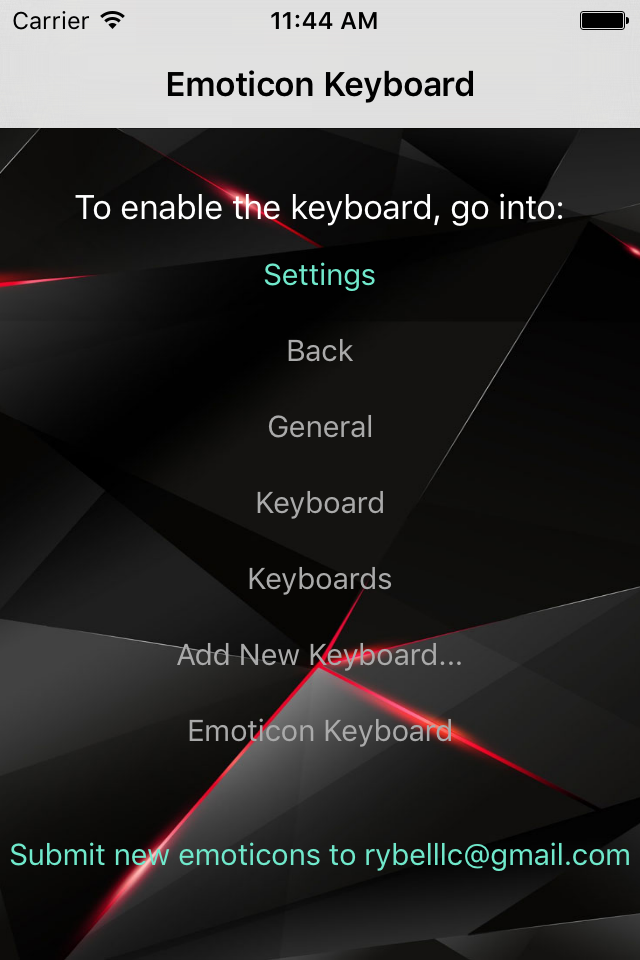 Carrier 11:44 AM
Emoticon Keyboard
To enable the keyboard, go into:
Settings
Back
General
Keyboard
Keyboards
Add New Keyboard...
Emoticon Keyboard
Submit new emoticons to rybelllc@gmail.com